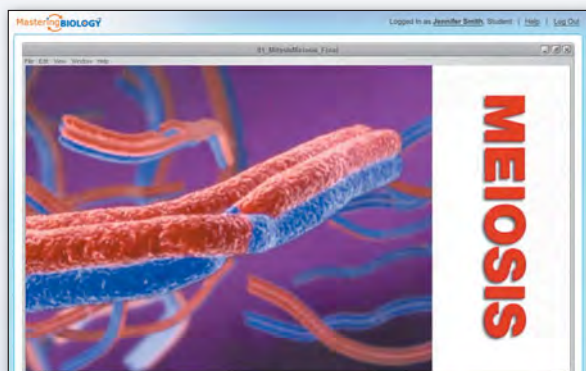 MasteringBIOLOGY
Logged in as Jennifer Smith, Student | Help | Log Out
01_MitosisMeiosis_Final
File Edit View Window Help
MEIOSIS